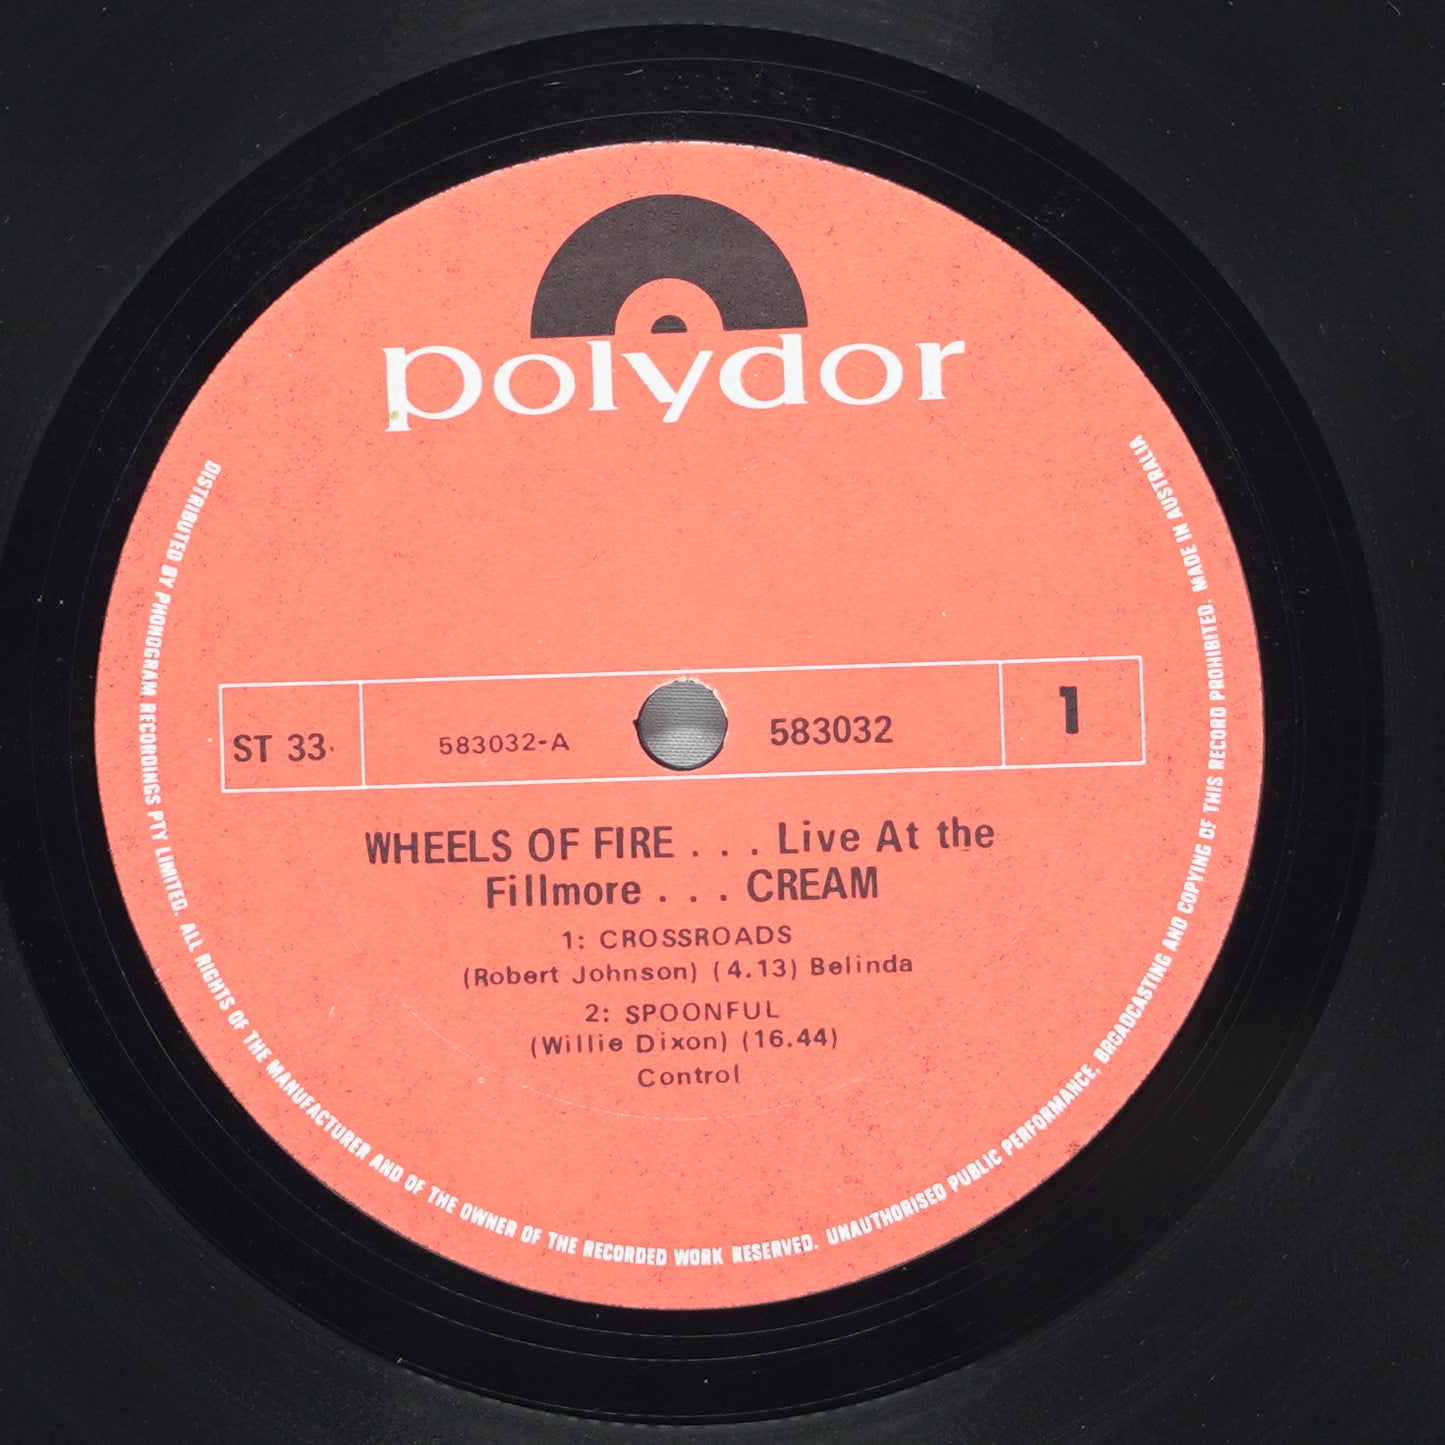 polydor
ST 33
583032-A
583032
1
WHEELS OF FIRE . . . Live At the
Fillmore . . . CREAM
1: CROSSROADS
(Robert Johnson) (4.13) Belinda
2: SPOONFUL
(Willie Dixon) (16.44)
Control
DISTRIBUTED BY PHONOGRAM RECORDINGS PTY LIMITED. ALL RIGHTS OF THE MANUFACTURER AND OF THE OWNER OF THE RECORDED WORK RESERVED. UNAUTHORISED PUBLIC PERFORMANCE, BROADCASTING AND COPYING OF THIS RECORD PROHIBITED. MADE IN AUSTRALIA